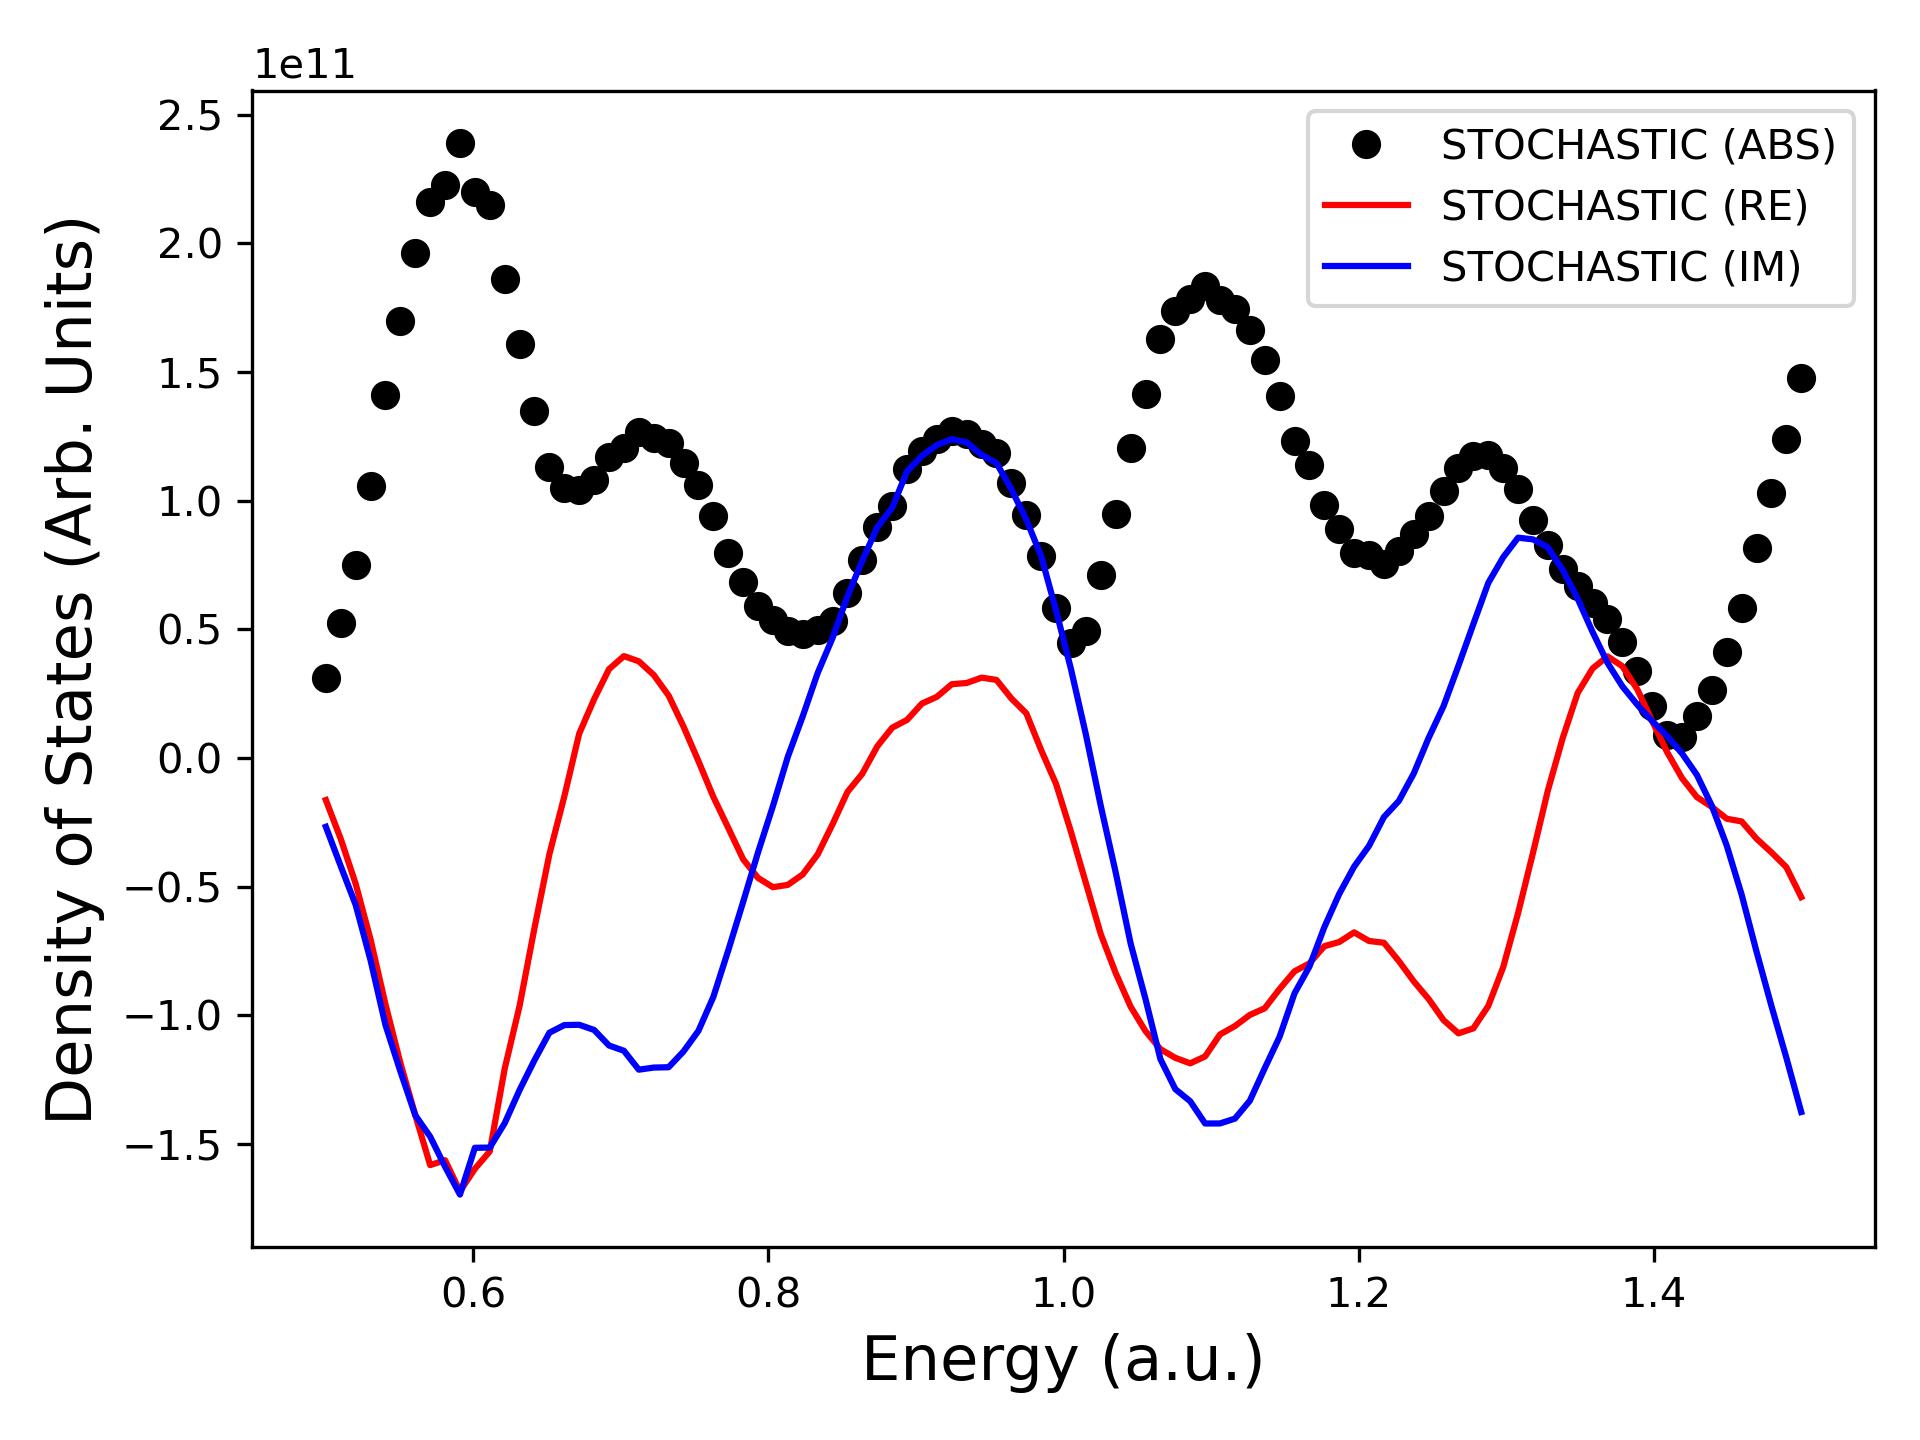 1e11
2.5
2.0
1.5
1.0
0.5
0.0
−0.5
−1.0
−1.5
Density of States (Arb. Units)
STOCHASTIC (ABS)
STOCHASTIC (RE)
STOCHASTIC (IM)
0.6 0.8 1.0 1.2 1.4
Energy (a.u.)